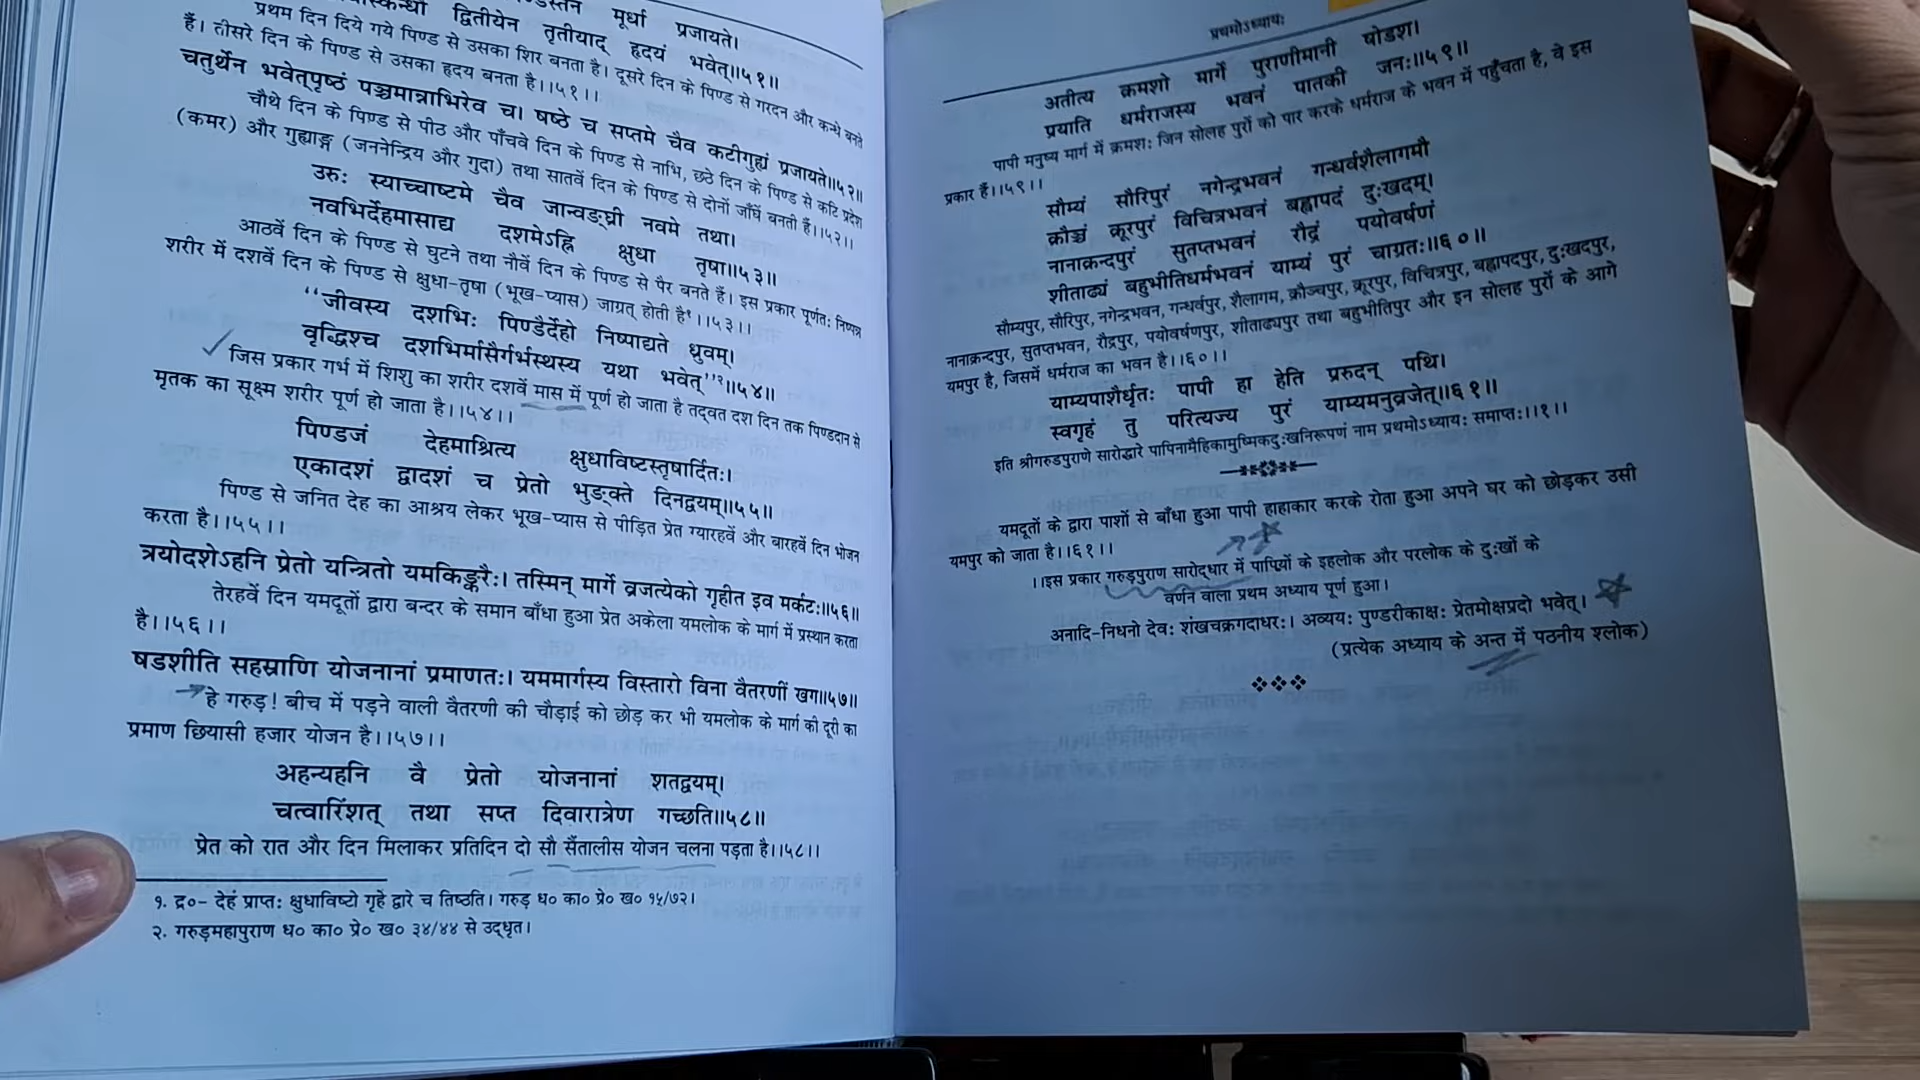 मूर्धा प्रजायते।
द्वितीयेन तृतीयाद् हृदयं भवेत्॥५१॥
प्रथम दिन दिये गये पिण्ड से उसका शिर बनता है। दूसरे दिन के पिण्ड से गरदन और कन्धे बनते
हैं। तीसरे दिन के पिण्ड से उसका हृदय बनता है।।५१।।
चतुर्थेन भवेत्पृष्ठं पञ्चमान्नाभिरेव च। षष्ठे च सप्तमे चैव कटीगुह्यं प्रजायते॥५२॥
चौथे दिन के पिण्ड से पीठ और पाँचवे दिन के पिण्ड से नाभि, छठे दिन के पिण्ड से कटि प्रदेश
(कमर) और गुह्याङ्ग (जननेन्द्रिय और गुदा) तथा सातवें दिन के पिण्ड से दोनों जाँघें बनती हैं।।५२।।
उरुः स्याच्चाष्टमे चैव जान्वङ्घ्री नवमे तथा।
नवभिर्देहमासाद्य दशमेऽह्नि क्षुधा तृषा॥५३॥
आठवें दिन के पिण्ड से घुटने तथा नौवें दिन के पिण्ड से पैर बनते हैं। इस प्रकार पूर्णतः निष्पन्न
शरीर में दशवें दिन के पिण्ड से क्षुधा-तृषा (भूख-प्यास) जाग्रत् होती है१।।५३।।
“जीवस्य दशभिः पिण्डैर्देहो निष्पाद्यते ध्रुवम्।
वृद्धिश्च दशभिर्मासैर्गर्भस्थस्य यथा भवेत्”२॥५४॥
जिस प्रकार गर्भ में शिशु का शरीर दशवें मास में पूर्ण हो जाता है तद्वत् दश दिन तक पिण्डदान से
मृतक का सूक्ष्म शरीर पूर्ण हो जाता है।।५४।।
पिण्डजं देहमाश्रित्य क्षुधाविष्टस्तृषार्दितः।
एकादशं द्वादशं च प्रेतो भुङ्क्ते दिनद्वयम्॥५५॥
पिण्ड से जनित देह का आश्रय लेकर भूख-प्यास से पीड़ित प्रेत ग्यारहवें और बारहवें दिन भोजन
करता है।।५५।।
त्रयोदशेऽहनि प्रेतो यन्त्रितो यमकिङ्करैः। तस्मिन् मार्गे व्रजत्येको गृहीत इव मर्कटः॥५६॥
तेरहवें दिन यमदूतों द्वारा बन्दर के समान बाँधा हुआ प्रेत अकेला यमलोक के मार्ग में प्रस्थान करता
है।।५६।।
षडशीति सहस्राणि योजनानां प्रमाणतः। यममार्गस्य विस्तारो विना वैतरणीं खग॥५७॥
हे गरुड़! बीच में पड़ने वाली वैतरणी की चौड़ाई को छोड़ कर भी यमलोक के मार्ग की दूरी का
प्रमाण छियासी हजार योजन है।।५७।।
अहन्यहनि वै प्रेतो योजनानां शतद्वयम्।
चत्वारिंशत् तथा सप्त दिवारात्रेण गच्छति॥५८॥
प्रेत को रात और दिन मिलाकर प्रतिदिन दो सौ सैंतालीस योजन चलना पड़ता है।।५८।।
१. द्र०- देहं प्राप्तः क्षुधाविष्टो गृहे द्वारे च तिष्ठति। गरुड़ ध० का० प्रे० ख० १५/७२।
२. गरुड़महापुराण ध० का० प्रे० ख० ३४/४४ से उद्धृत।
प्रथमोऽध्यायः
अतीत्य क्रमशो मार्गे पुराणीमानी षोडश।
प्रयाति धर्मराजस्य भवनं पातकी जनः॥५९॥
पापी मनुष्य मार्ग में क्रमशः जिन सोलह पुरों को पार करके धर्मराज के भवन में पहुँचता है, वे इस
प्रकार हैं।।५९।।
सौम्यं सौरिपुरं नगेन्द्रभवनं गन्धर्वशैलागमौ
क्रौञ्चं क्रूरपुरं विचित्रभवनं बह्वापदं दुःखदम्।
नानाक्रन्दपुरं सुतप्तभवनं रौद्रं पयोवर्षणं
शीताढ्यं बहुभीतिधर्मभवनं याम्यं पुरं चाग्रतः॥६०॥
सौम्यपुर, सौरिपुर, नगेन्द्रभवन, गन्धर्वपुर, शैलागम, क्रौञ्चपुर, क्रूरपुर, विचित्रपुर, बह्वापदपुर, दुःखदपुर,
नानाक्रन्दपुर, सुतप्तभवन, रौद्रपुर, पयोवर्षणपुर, शीताढ्यपुर तथा बहुभीतिपुर और इन सोलह पुरों के आगे
यमपुर है, जिसमें धर्मराज का भवन है।।६०।।
याम्यपाशैर्धृतः पापी हा हेति प्ररुदन् पथि।
स्वगृहं तु परित्यज्य पुरं याम्यमनुव्रजेत्॥६१॥
इति श्रीगरुडपुराणे सारोद्धारे पापिनामैहिकामुष्मिकदुःखनिरूपणं नाम प्रथमोऽध्यायः समाप्तः।।१।।
यमदूतों के द्वारा पाशों से बाँधा हुआ पापी हाहाकार करके रोता हुआ अपने घर को छोड़कर उसी
यमपुर को जाता है।।६१।।
।।इस प्रकार गरुड़पुराण सारोद्धार में पापियों के इहलोक और परलोक के दुःखों के
वर्णन वाला प्रथम अध्याय पूर्ण हुआ।
अनादि-निधनो देवः शंखचक्रगदाधरः। अव्ययः पुण्डरीकाक्षः प्रेतमोक्षप्रदो भवेत्।
(प्रत्येक अध्याय के अन्त में पठनीय श्लोक)